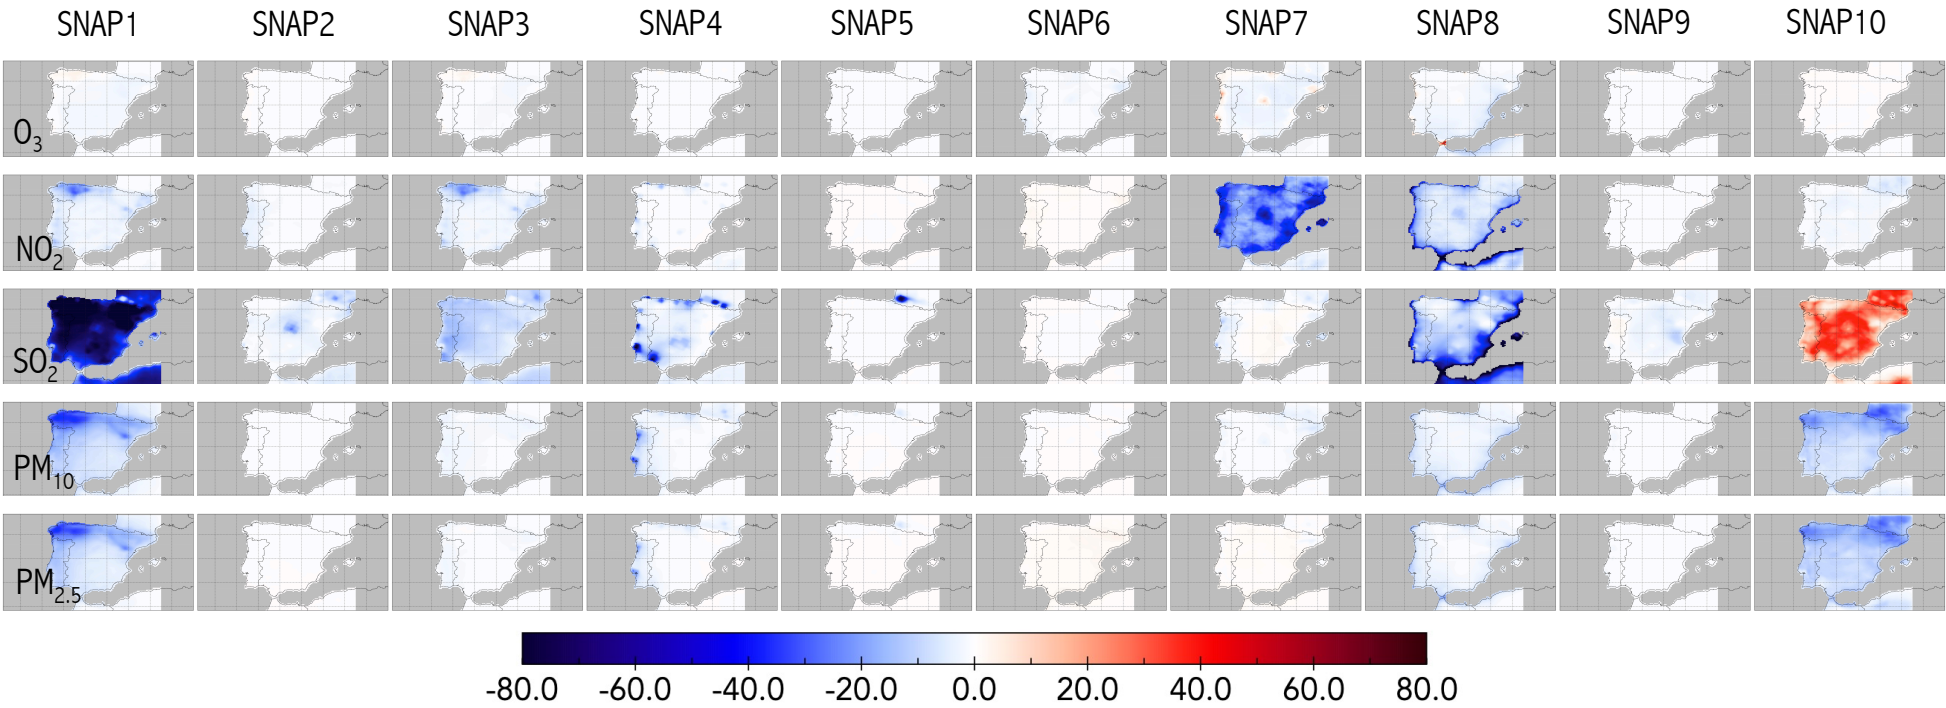 SNAP1 SNAP2 SNAP3 SNAP4 SNAP5 SNAP6 SNAP7 SNAP8 SNAP9 SNAP10
O3
NO2
SO2
PM10
PM2.5
-80.0 -60.0 -40.0 -20.0 0.0 20.0 40.0 60.0 80.0